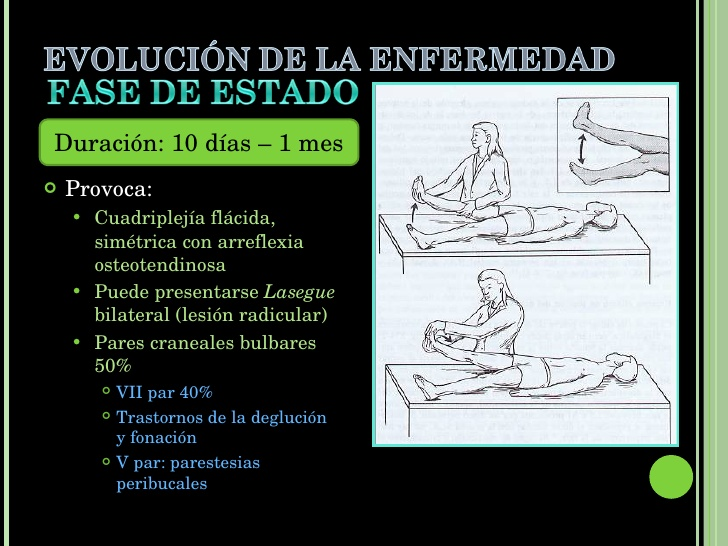 EVOLUCIÓN DE LA ENFERMEDAD
FASE DE ESTADO
Duración: 10 días – 1 mes
Provoca:
Cuadriplejía flácida,
simétrica con arreflexia
osteotendinosa
Puede presentarse Lasegue
bilateral (lesión radicular)
Pares craneales bulbares
50%
VII par 40%
Trastornos de la deglución
y fonación
V par: parestesias
peribucales